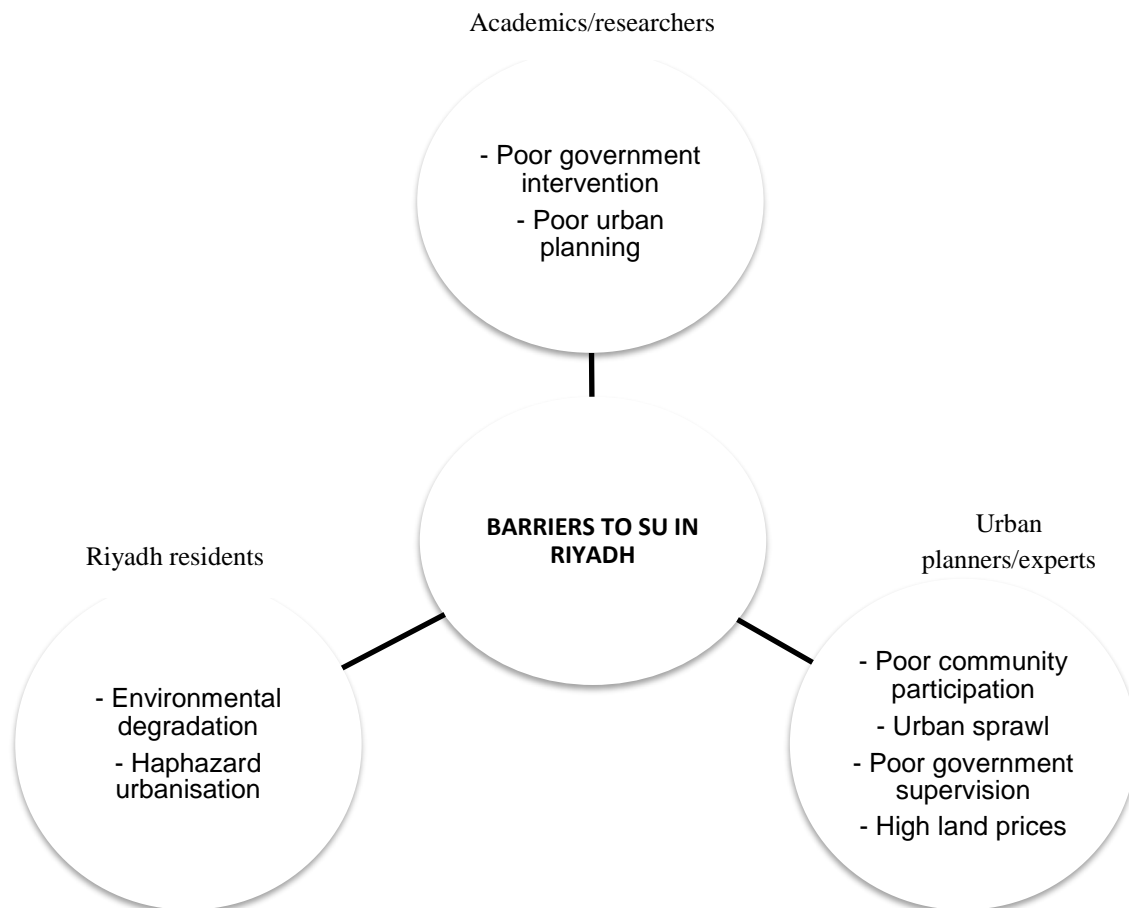 Academics/researchers
- Poor government
intervention
- Poor urban
planning
BARRIERS TO SU IN
RIYADH
Riyadh residents
- Environmental
degradation
- Haphazard
urbanisation
Urban
planners/experts
- Poor community
participation
- Urban sprawl
- Poor government
supervision
- High land prices